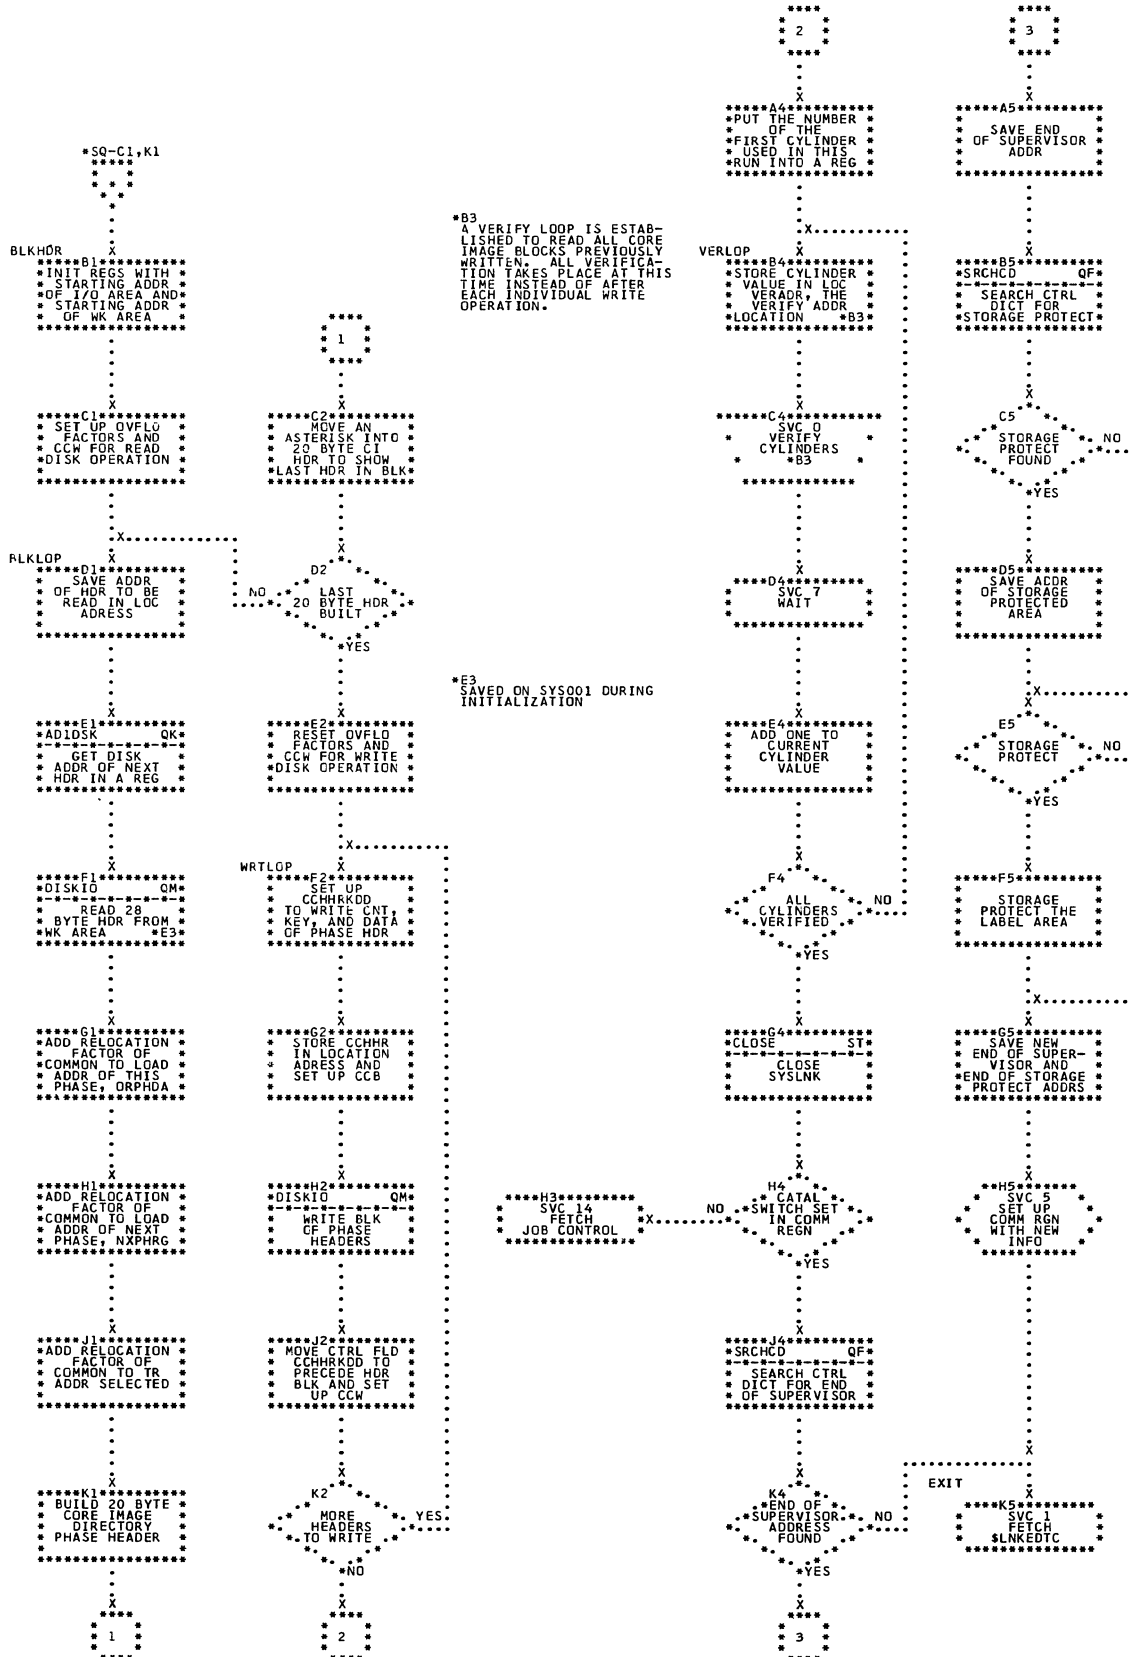 *SQ-C1,K1
BLKHDR
B1
INIT REGS WITH
STARTING ADDR
OF I/O AREA AND
STARTING ADDR
OF WK AREA
C1
SET UP OVFLO
FACTORS AND
CCW FOR READ
DISK OPERATION
BLKLOP
D1
SAVE ADDR
OF HDR TO BE
READ IN LOC
ADRESS
E1
*AD1DSK QK*
GET DISK
ADDR OF NEXT
HDR IN A REG
F1
*DISKIO QM*
READ 28
BYTE HDR FROM
WK AREA *E3*
G1
ADD RELOCATION
FACTOR OF
COMMON TO LOAD
ADDR OF THIS
PHASE, ORPHDA
H1
ADD RELOCATION
FACTOR OF
COMMON TO LOAD
ADDR OF NEXT
PHASE, NXPHRG
J1
ADD RELOCATION
FACTOR OF
COMMON TO TR
ADDR SELECTED
K1
BUILD 20 BYTE
CORE IMAGE
DIRECTORY
PHASE HEADER
1
1
C2
MOVE AN
ASTERISK INTO
20 BYTE CI
HDR TO SHOW
LAST HDR IN BLK
D2
NO
LAST
20 BYTE HDR
BUILT
YES
E2
RESET OVFLO
FACTORS AND
CCW FOR WRITE
DISK OPERATION
WRTLOP
F2
SET UP
CCHHRKDD
TO WRITE CNT,
KEY, AND DATA
OF PHASE HDR
G2
STORE CCHHR
IN LOCATION
ADRESS AND
SET UP CCB
H2
*DISKIO QM*
WRITE BLK
OF PHASE
HEADERS
J2
MOVE CTRL FLD
CCHHRKDD TO
PRECEDE HDR
BLK AND SET
UP CCW
K2
MORE
HEADERS
TO WRITE
YES
NO
2
*B3
A VERIFY LOOP IS ESTAB-
LISHED TO READ ALL CORE
IMAGE BLOCKS PREVIOUSLY
WRITTEN. ALL VERIFICA-
TION TAKES PLACE AT THIS
TIME INSTEAD OF AFTER
EACH INDIVIDUAL WRITE
OPERATION.
*E3
SAVED ON SYS001 DURING
INITIALIZATION
H3
SVC 14
FETCH
JOB CONTROL
2
A4
PUT THE NUMBER
OF THE
FIRST CYLINDER
USED IN THIS
RUN INTO A REG
VERLOP
B4
STORE CYLINDER
VALUE IN LOC
VERADR, THE
VERIFY ADDR
LOCATION *B3*
C4
SVC 0
VERIFY
CYLINDERS
*B3
D4
SVC 7
WAIT
E4
ADD ONE TO
CURRENT
CYLINDER
VALUE
F4
ALL
CYLINDERS
VERIFIED
NO
YES
G4
*CLOSE ST*
CLOSE
SYSLNK
H4
NO
CATAL
SWITCH SET
IN COMM
REGN
YES
J4
*SRCHCD QF*
SEARCH CTRL
DICT FOR END
OF SUPERVISOR
K4
END OF
SUPERVISOR
ADDRESS
FOUND
NO
YES
3
3
A5
SAVE END
OF SUPERVISOR
ADDR
B5
*SRCHCD QF*
SEARCH CTRL
DICT FOR
STORAGE PROTECT
C5
STORAGE
PROTECT
FOUND
NO
YES
D5
SAVE ADDR
OF STORAGE
PROTECTED
AREA
E5
STORAGE
PROTECT
NO
YES
F5
STORAGE
PROTECT THE
LABEL AREA
G5
SAVE NEW
END OF SUPER-
VISOR AND
END OF STORAGE
PROTECT ADDRS
H5
SVC 5
SET UP
COMM RGN
WITH NEW
INFO
EXIT
K5
SVC 1
FETCH
$LNKEDTC